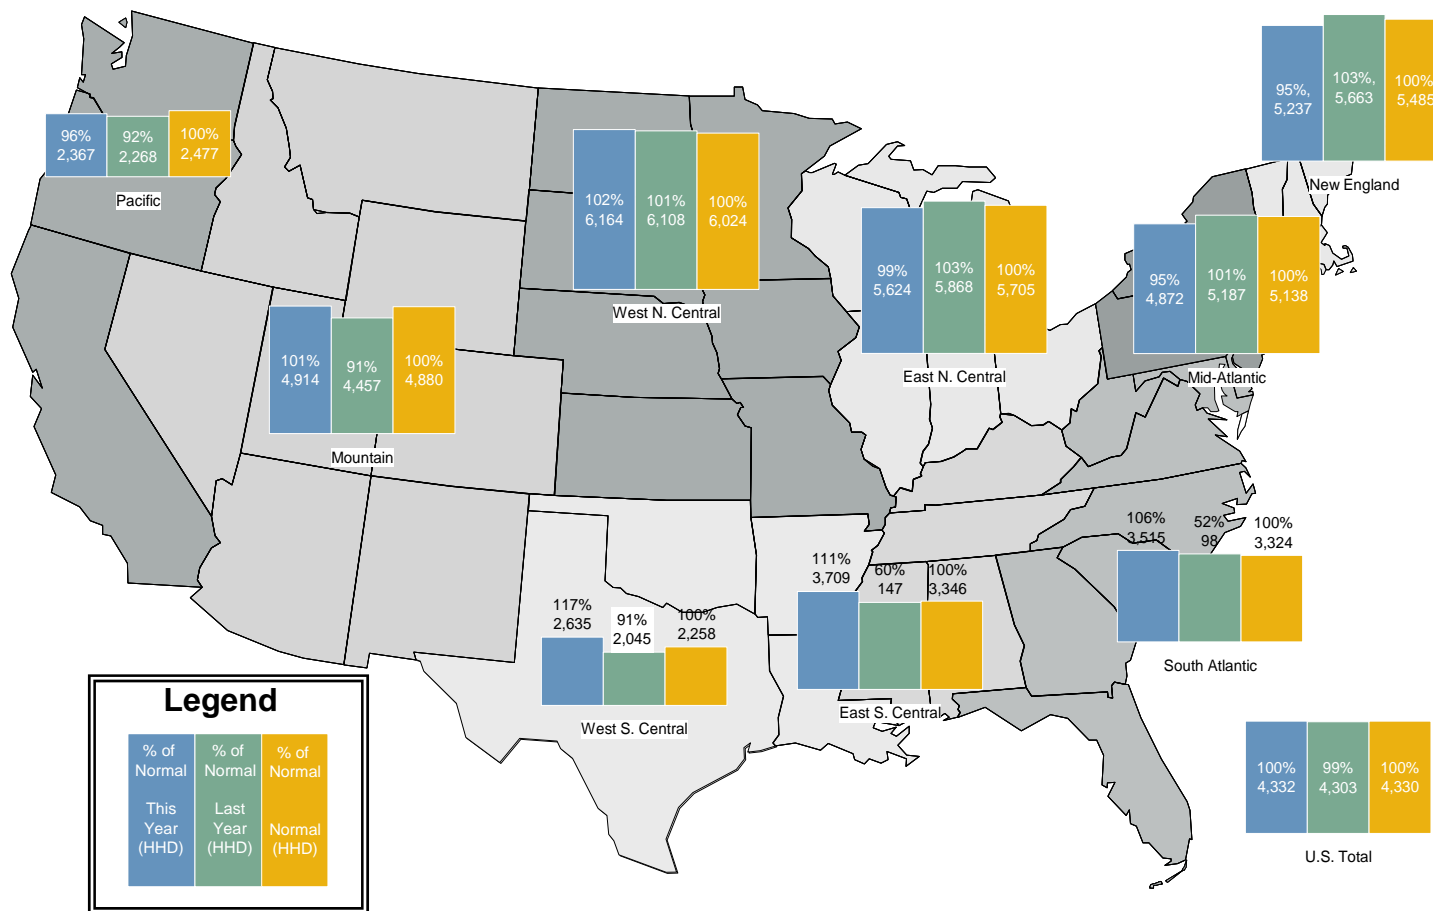 95%,
5,237
103%,
5,663
100%
5,485
New England
96%
2,367
92%
2,268
100%
2,477
Pacific
102%
6,164
101%
6,108
100%
6,024
West N. Central
99%
5,624
103%
5,868
100%
5,705
East N. Central
95%
4,872
101%
5,187
100%
5,138
Mid-Atlantic
101%
4,914
91%
4,457
100%
4,880
Mountain
106%
3,515
52%
98
100%
3,324
South Atlantic
111%
3,709
60%
147
100%
3,346
East S. Central
117%
2,635
91%
2,045
100%
2,258
West S. Central
100%
4,332
99%
4,303
100%
4,330
U.S. Total
Legend
% of
Normal
This
Year
(HHD)
% of
Normal
Last
Year
(HHD)
% of
Normal
Normal
(HHD)